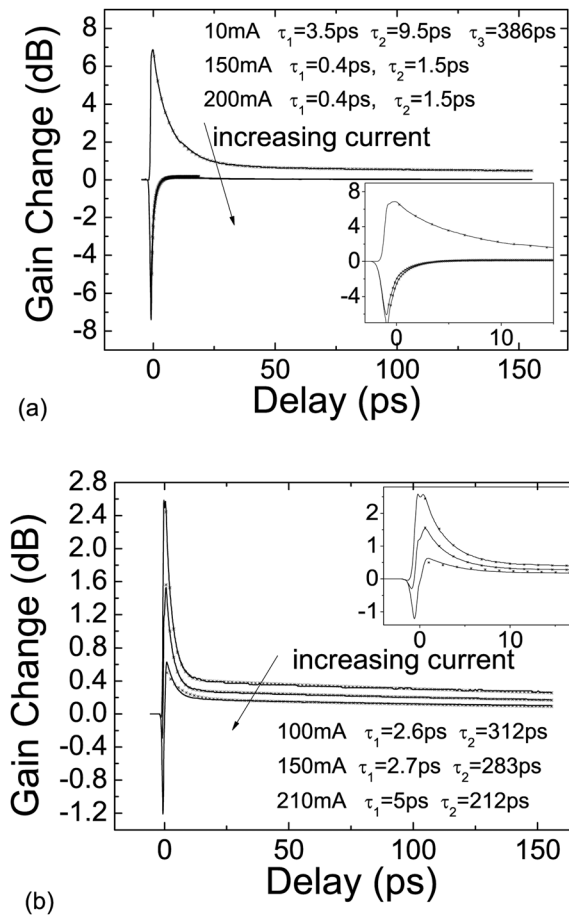 10mA τ1=3.5ps τ2=9.5ps τ3=386ps
150mA τ1=0.4ps, τ2=1.5ps
200mA τ1=0.4ps, τ2=1.5ps
increasing current
Gain Change (dB)
8
6
4
2
0
-2
-4
-6
-8
8
4
0
-4
0
10
0
50
100
150
Delay (ps)
(a)
Gain Change (dB)
2.8
2.4
2.0
1.6
1.2
0.8
0.4
0.0
-0.4
-0.8
-1.2
2
1
0
-1
0
10
increasing current
100mA τ1=2.6ps τ2=312ps
150mA τ1=2.7ps τ2=283ps
210mA τ1=5ps τ2=212ps
0
50
100
150
Delay (ps)
(b)